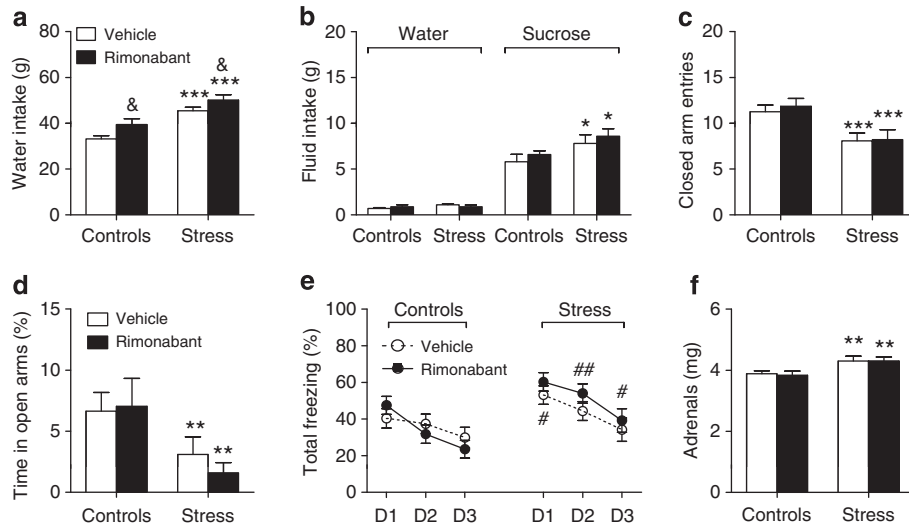 a
80
60
40
20
0
Water intake (g)
Vehicle
Rimonabant
&
***
&
***
Controls
Stress
b
20
15
10
5
0
Fluid intake (g)
Water
Sucrose
*
*
Controls
Stress
Controls
Stress
c
20
15
10
5
0
Closed arm entries
***
***
Controls
Stress
d
15
10
5
0
Time in open arms (%)
Vehicle
Rimonabant
**
**
Controls
Stress
e
100
80
60
40
20
0
Total freezing (%)
Controls
Stress
Vehicle
Rimonabant
#
##
#
D1 D2 D3
D1 D2 D3
f
6
4
2
0
Adrenals (mg)
**
**
Controls
Stress